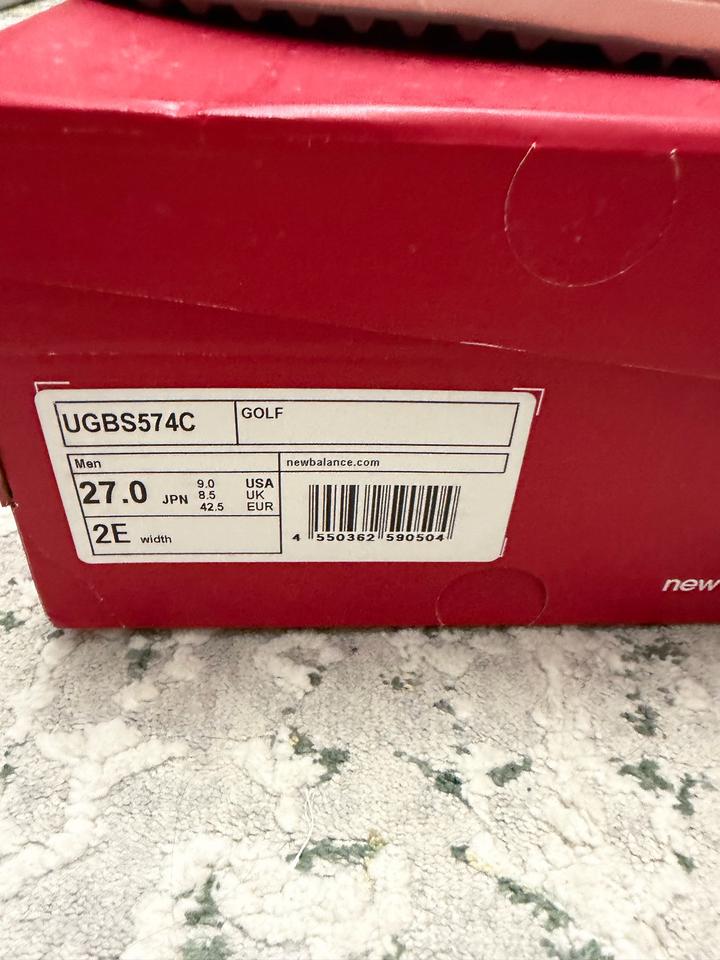 UGBS574C GOLF
Men newbalance.com
27.0 JPN 9.0 USA
8.5 UK
42.5 EUR
2E width
4 550362 590504
new